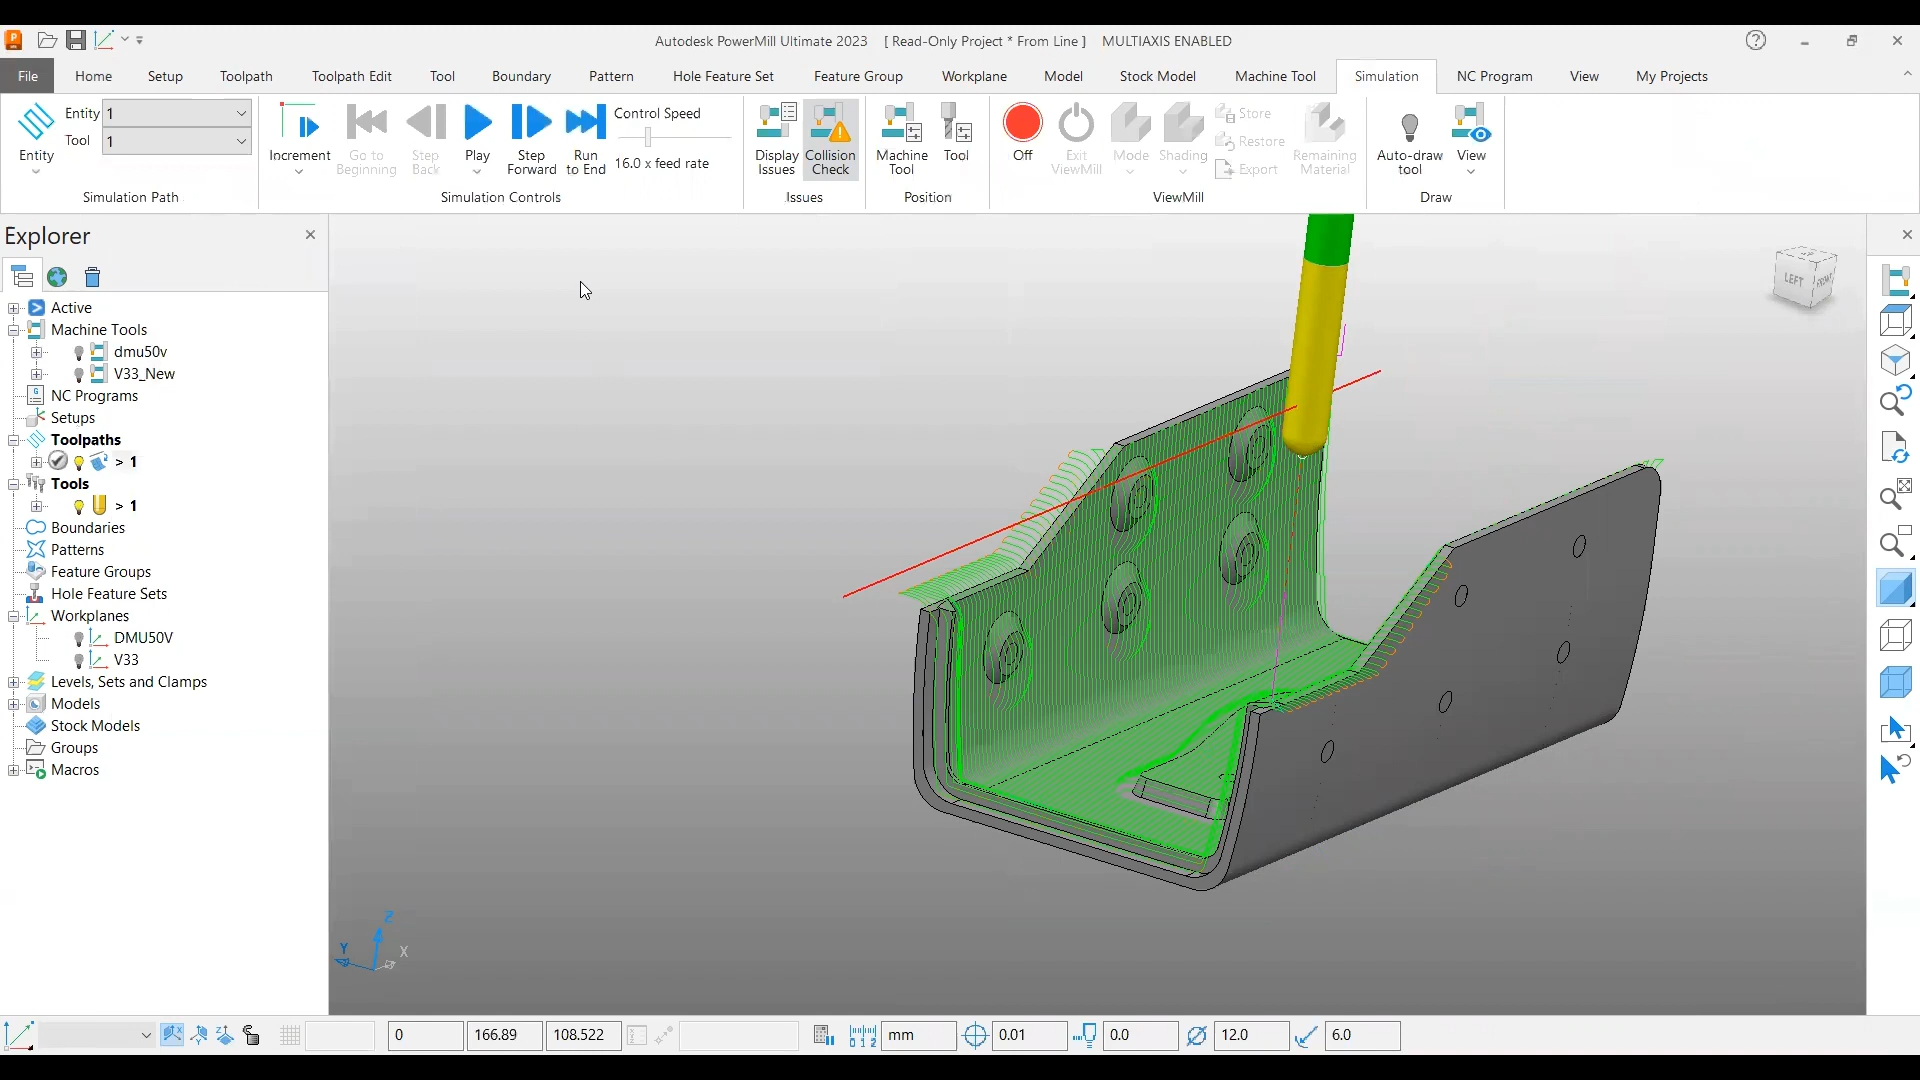 Autodesk PowerMill Ultimate 2023 [ Read-Only Project * From Line ] MULTIAXIS ENABLED
File Home Setup Toolpath Toolpath Edit Tool Boundary Pattern Hole Feature Set Feature Group Workplane Model Stock Model Machine Tool Simulation NC Program View My Projects
Entity
Entity 1
Tool 1
Simulation Path
Increment
Go to
Beginning
Step
Back
Play
Step
Forward
Run
to End
Control Speed
16.0 x feed rate
Simulation Controls
Display
Issues
Collision
Check
Issues
Machine
Tool
Tool
Position
Off
Exit
ViewMill
Mode
Shading
Store
Restore
Export
Remaining
Material
ViewMill
Auto-draw
tool
View
Draw
Explorer
Active
Machine Tools
dmu50v
V33_New
NC Programs
Setups
Toolpaths
> 1
Tools
> 1
Boundaries
Patterns
Feature Groups
Hole Feature Sets
Workplanes
DMU50V
V33
Levels, Sets and Clamps
Models
Stock Models
Groups
Macros
LEFT
Z
Y
X
0 166.89 108.522 mm 0.01 0.0 12.0 6.0